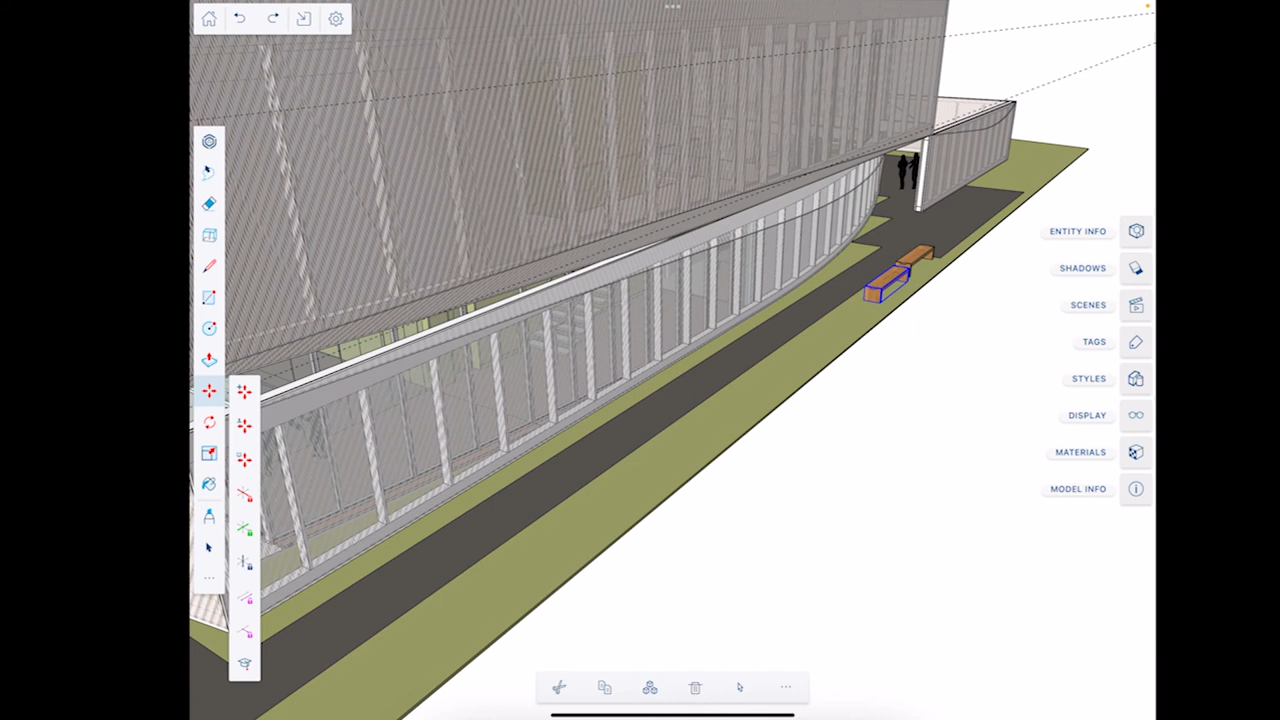 ENTITY INFO
SHADOWS
SCENES
TAGS
STYLES
DISPLAY
MATERIALS
MODEL INFO